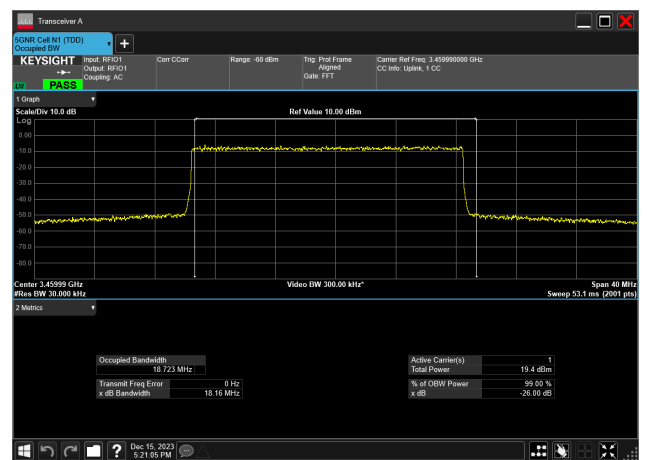 Transceiver A
5GNR Cell N1 (TDD)
Occupied BW
KEYSIGHT
Input: RFIO1
Output: RFIO1
Coupling: AC
Corr CCorr
Range: -60 dBm
Trig: Prot Frame
Aligned
Gate: FFT
Carrier Ref Freq: 3.459990000 GHz
CC Info: Uplink, 1 CC
PASS
1 Graph
Scale/Div 10.0 dB
Ref Value 10.00 dBm
Log
0.00
-10.0
-20.0
-30.0
-40.0
-50.0
-60.0
-70.0
-80.0
Center 3.45999 GHz
#Res BW 30.000 kHz
Video BW 300.00 kHz*
Span 40 MHz
Sweep 53.1 ms (2001 pts)
2 Metrics
Occupied Bandwidth
18.723 MHz
Transmit Freq Error 0 Hz
x dB Bandwidth 18.16 MHz
Active Carrier(s) 1
Total Power 19.4 dBm
% of OBW Power 99.00 %
x dB -26.00 dB
Dec 15, 2023
5:21:05 PM